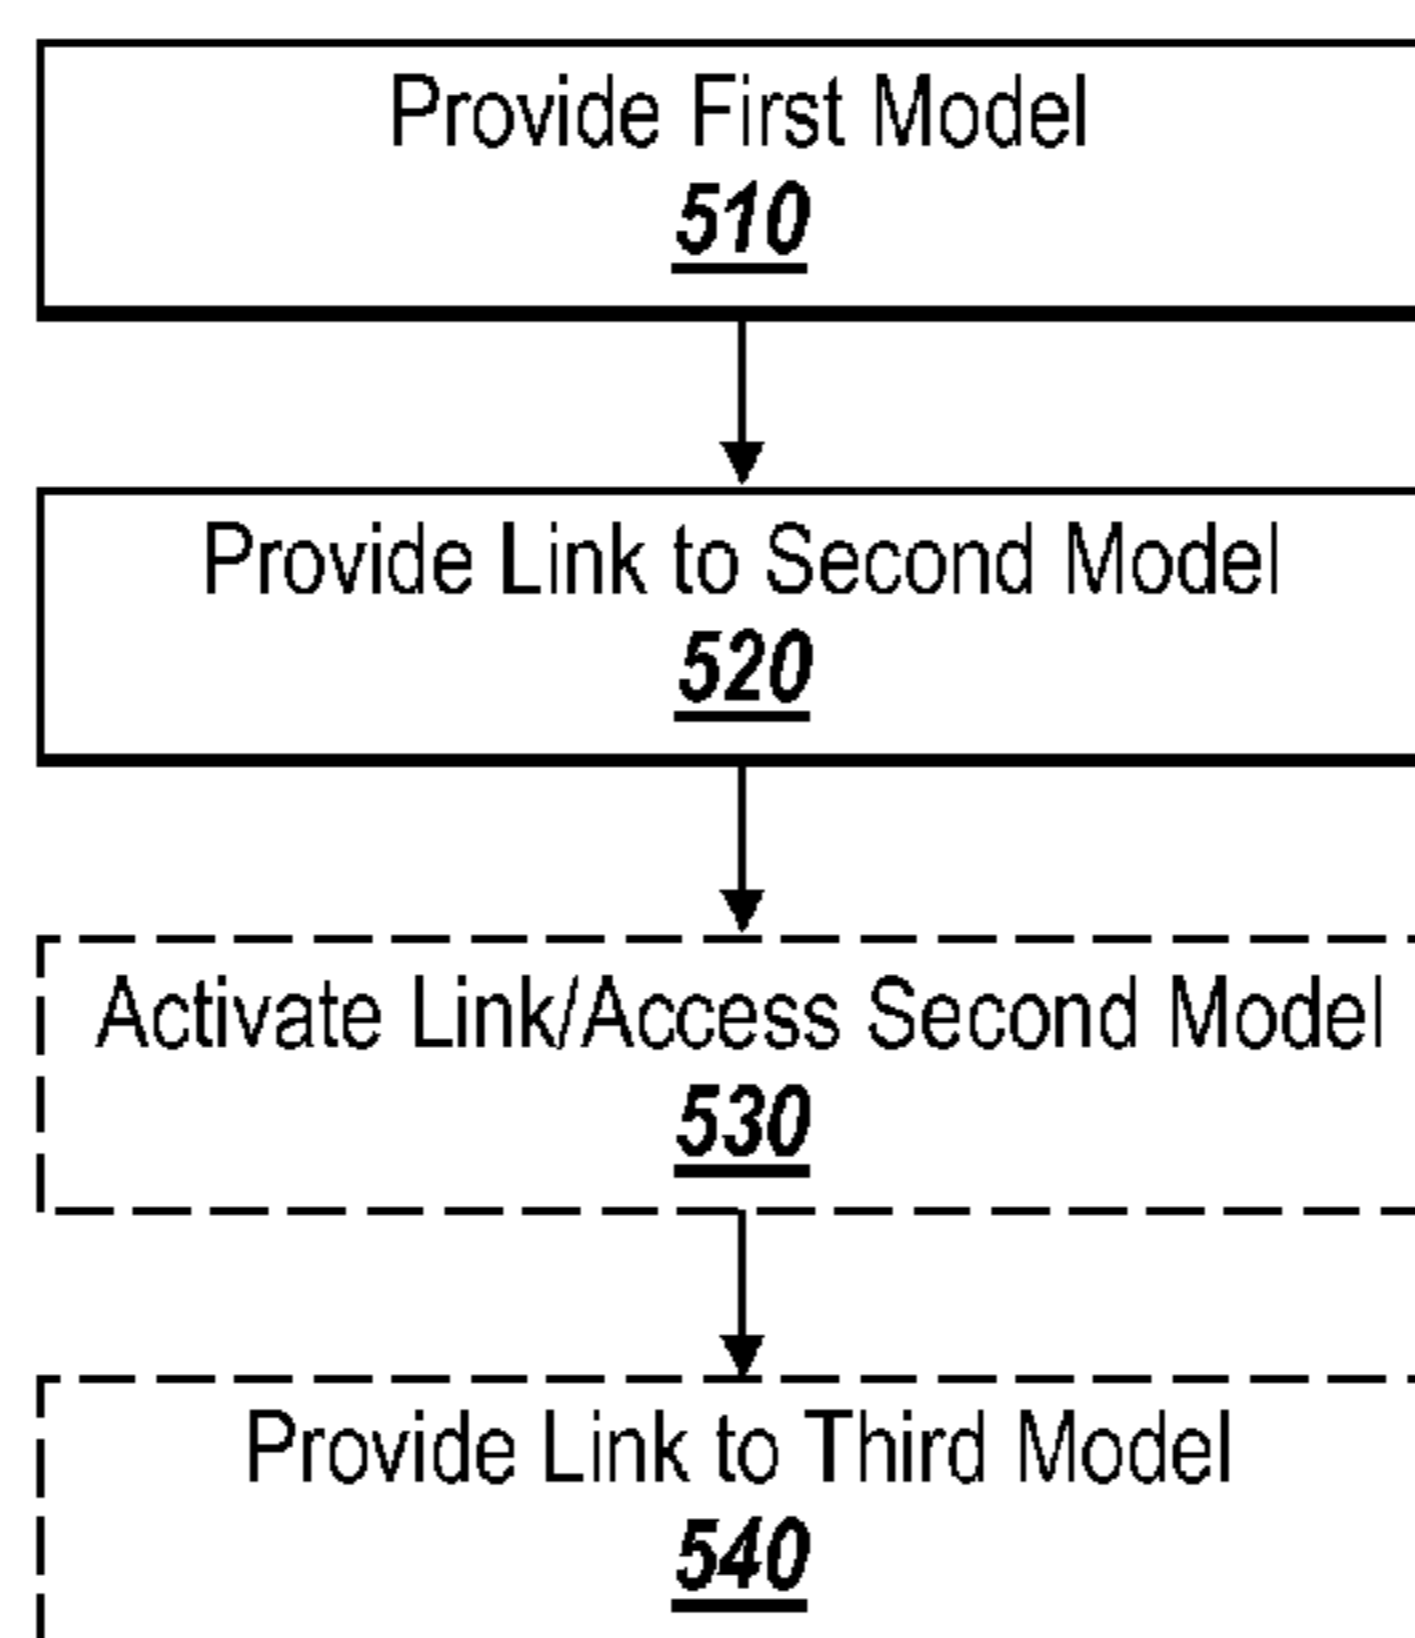 Provide First Model
510
Provide Link to Second Model
520
Activate Link/Access Second Model
530
Provide Link to Third Model
540